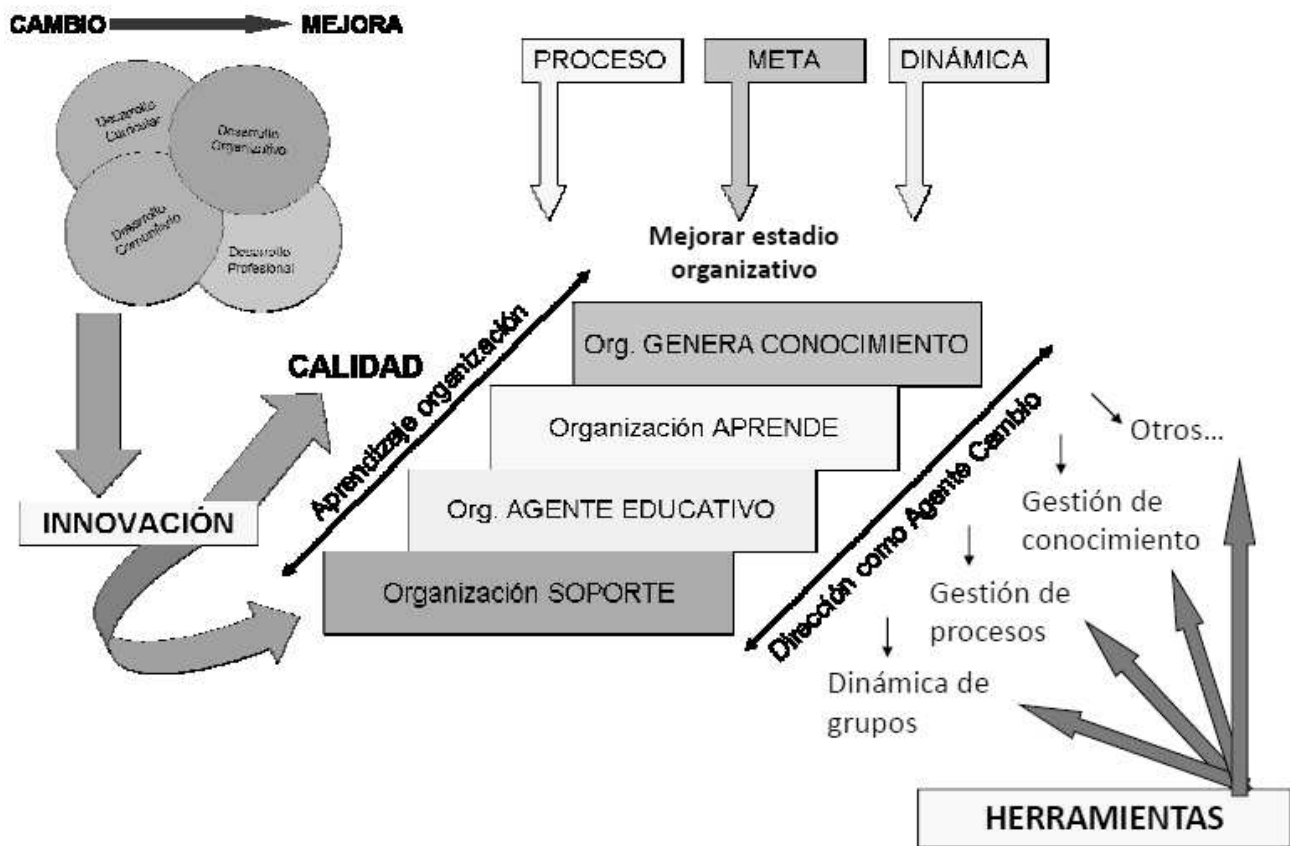 CAMBIO
MEJORA
PROCESO
META
DINÁMICA
Desarrollo
Curricular
Desarrollo
Organizativo
Desarrollo
Comunitario
Desarrollo
Profesional
Mejorar estadio
organizativo
Aprendizaje organización
CALIDAD
Org. GENERA CONOCIMIENTO
Organización APRENDE
Org. AGENTE EDUCATIVO
Organización SOPORTE
INNOVACIÓN
Dirección como Agente Cambio
Otros...
Gestión de
conocimiento
Gestión de
procesos
Dinámica de
grupos
HERRAMIENTAS